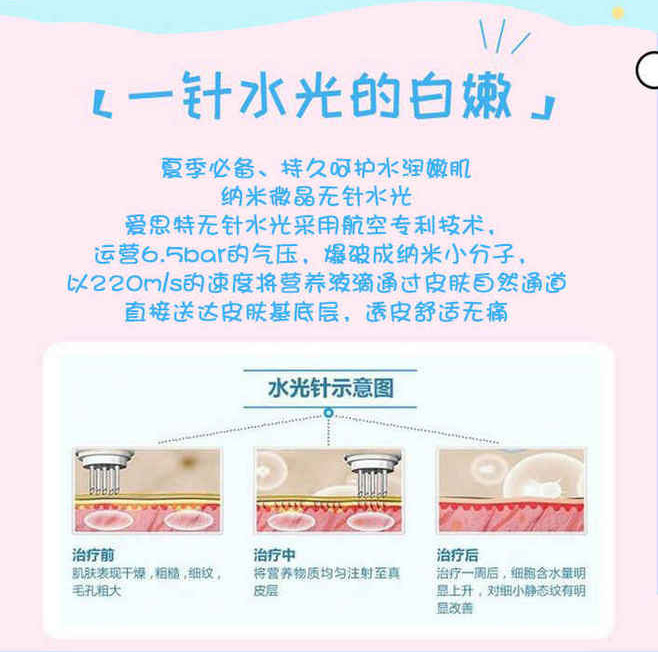 「一针水光的白嫩」
夏季必备、持久呵护水润嫩肌
纳米微晶无针水光
爱思特无针水光采用航空专利技术，
运营6.5bar的气压，爆破成纳米小分子，
以220m/s的速度将营养液滴通过皮肤自然通道
直接送达皮肤基底层，透皮舒适无痛
水光针示意图
治疗前
肌肤表现干燥，粗糙，细纹，
毛孔粗大
治疗中
将营养物质均匀注射至真
皮层
治疗后
治疗一周后，细胞含水量明
显上升，对细小静态纹有明
显改善